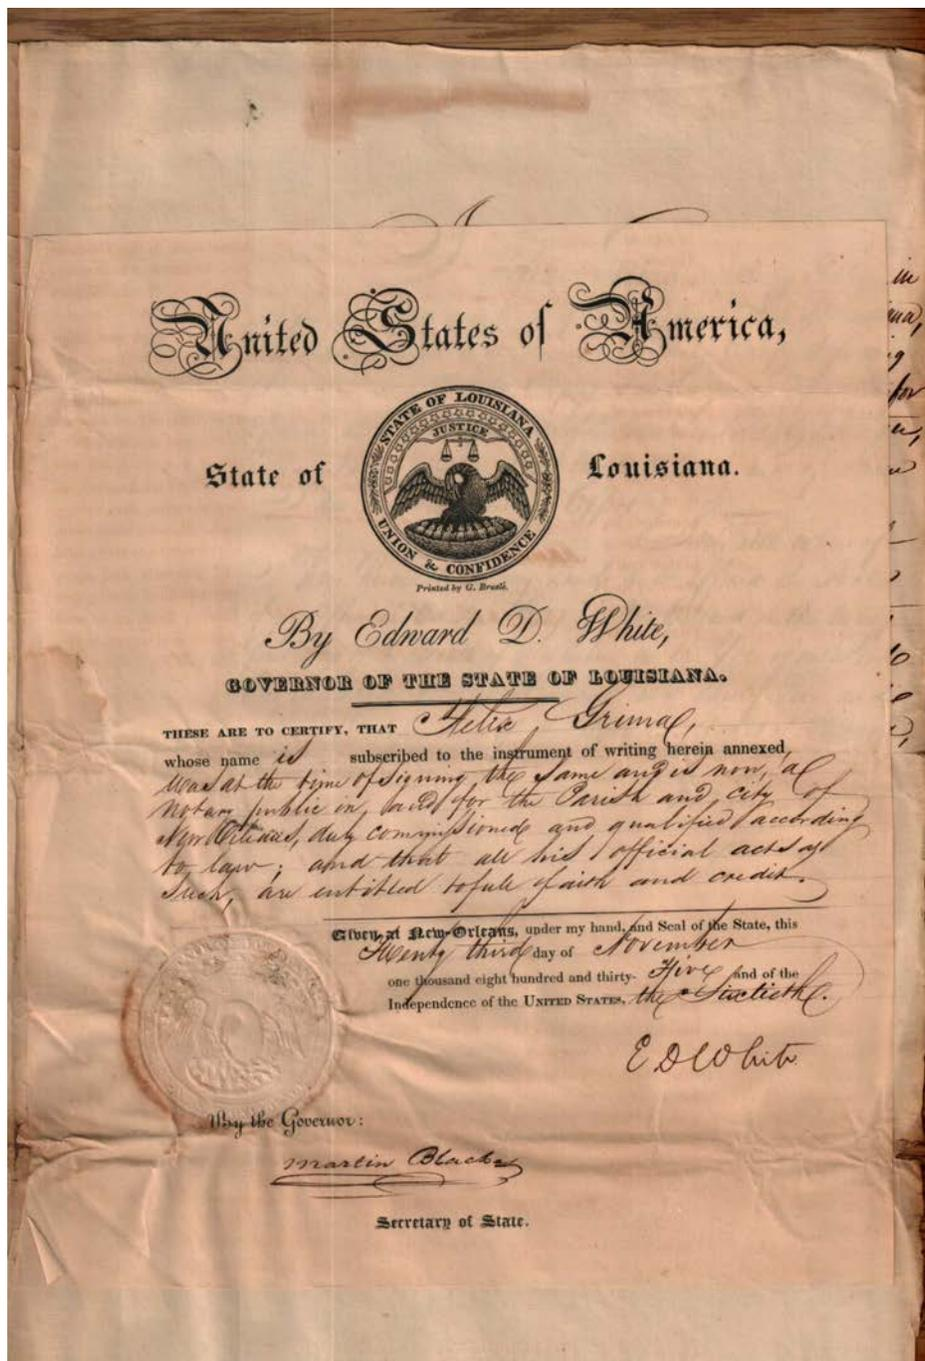 United States of America,
STATE OF LOUISIANA
JUSTICE
State of Louisiana.
UNION & CONFIDENCE
Printed by G. Bruslé.
By Edward D. White,
GOVERNOR OF THE STATE OF LOUISIANA.
THESE ARE TO CERTIFY, THAT Felix Grima,
whose name is subscribed to the instrument of writing herein annexed,
was at the time of signing the same and is now, a
Notary public in, and for the Parish and city of
New Orleans, duly commissioned and qualified according
to law; and that all his official acts as
Such, are entitled to full faith and credit.
Given at New-Orleans, under my hand, and Seal of the State, this
Twenty third day of November
one thousand eight hundred and thirty- Five and of the
Independence of the UNITED STATES, the Sixtieth.
E D White
By the Governor:
Martin Blache
Secretary of State.
in
for